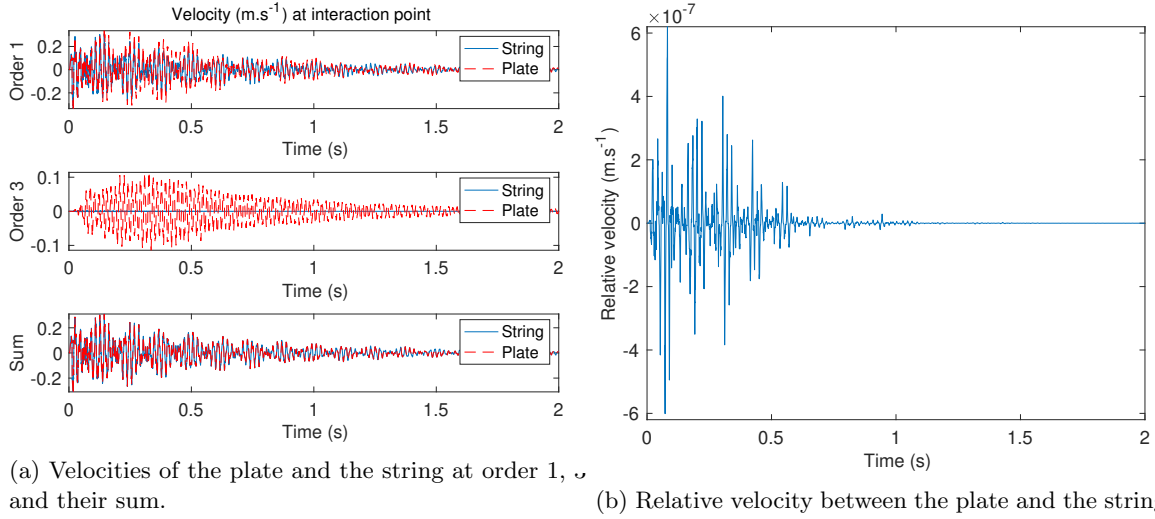 Velocity (m.s⁻¹) at interaction point
Order 1
0.2
0
-0.2
String
Plate
0 0.5 1 1.5 2
Time (s)
Order 3
0.1
0
-0.1
String
Plate
0 0.5 1 1.5 2
Time (s)
Sum
0.2
0
-0.2
String
Plate
0 0.5 1 1.5 2
Time (s)
(a) Velocities of the plate and the string at order 1,
and their sum.
×10⁻⁷
Relative velocity (m.s⁻¹)
6
4
2
0
-2
-4
-6
0 0.5 1 1.5 2
Time (s)
(b) Relative velocity between the plate and the